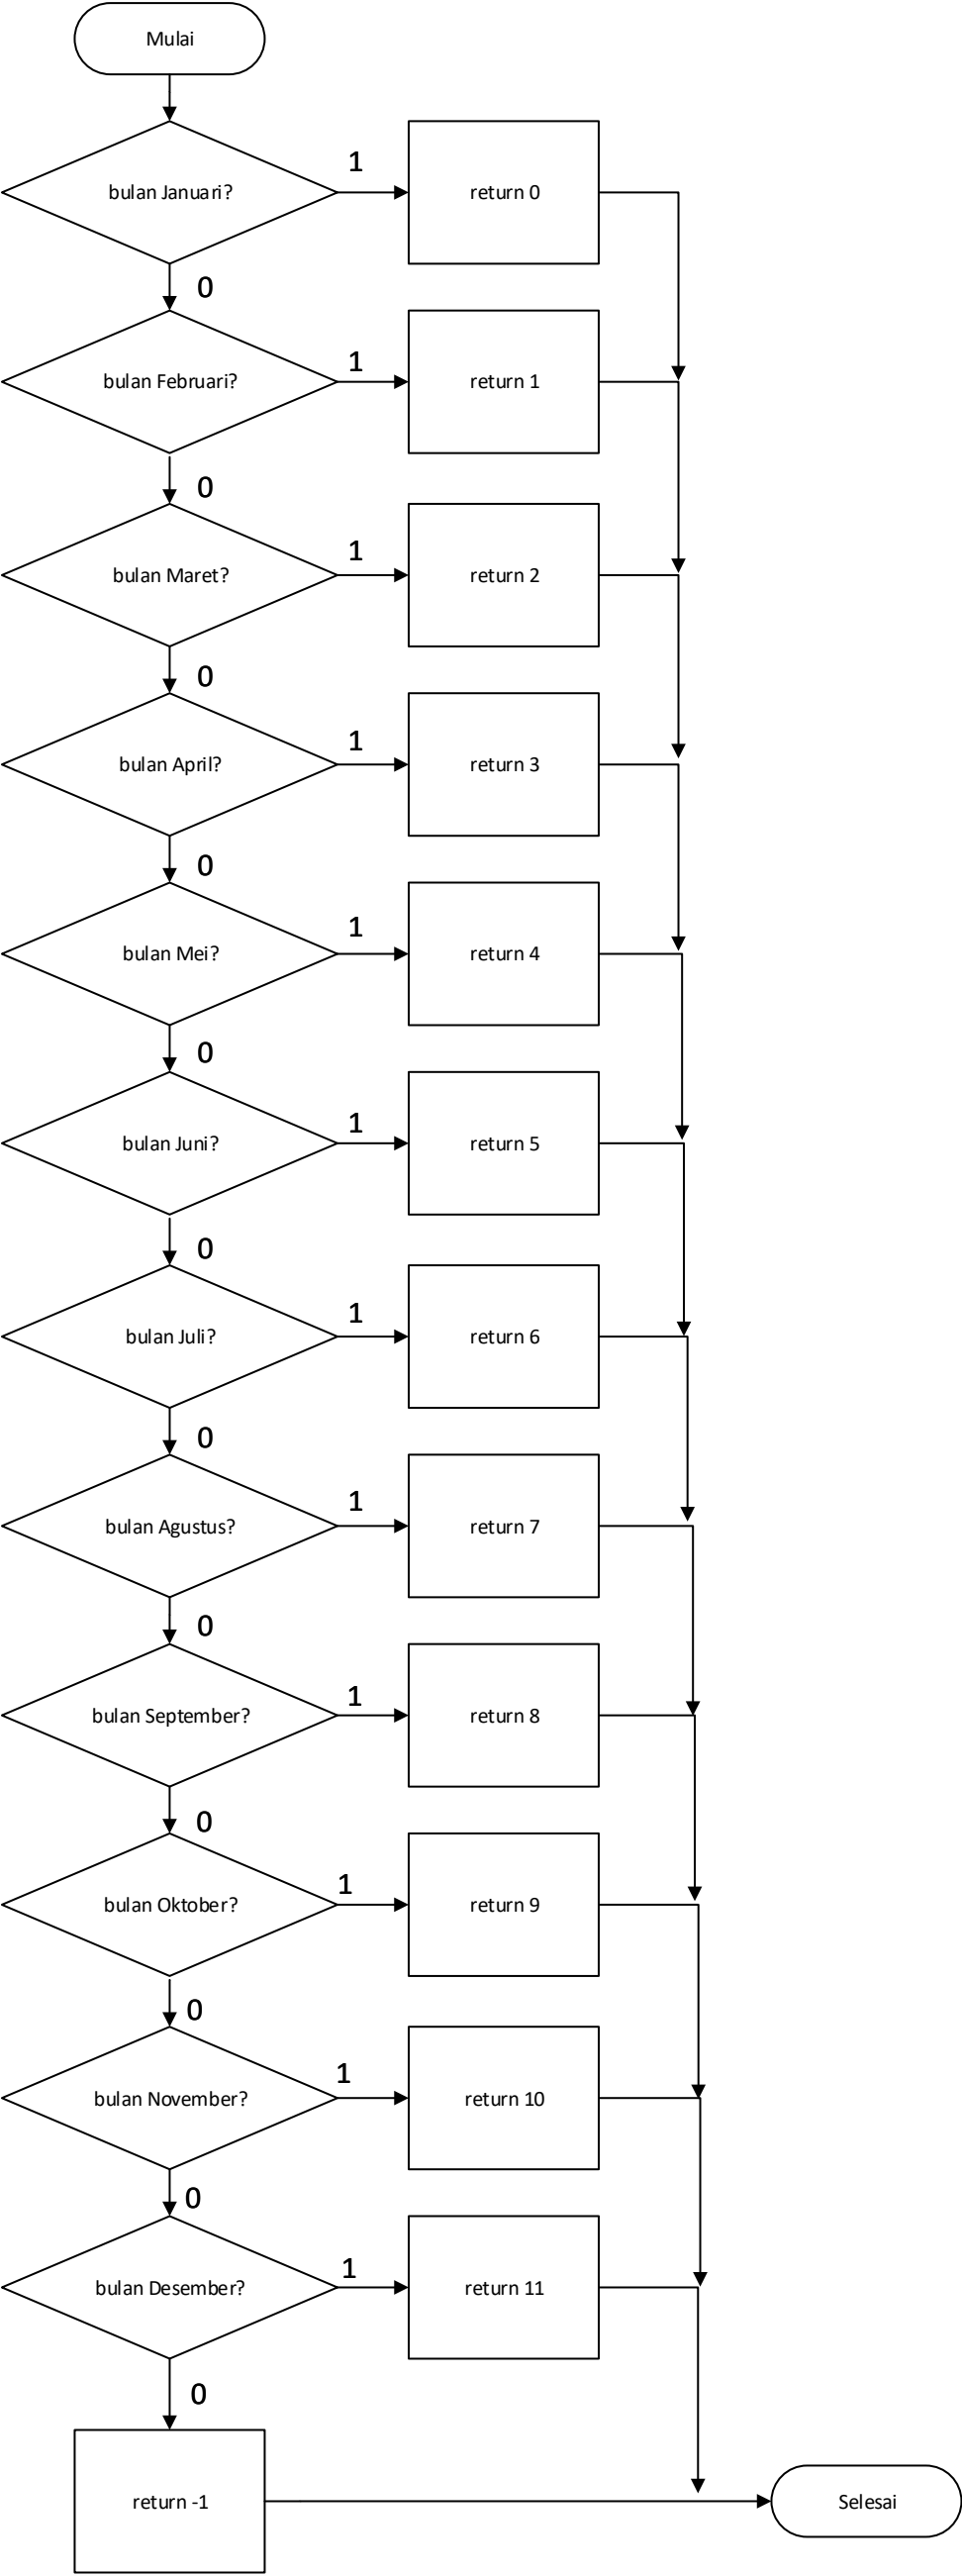 Mulai
bulan Januari?
1
return 0
0
bulan Februari?
1
return 1
0
bulan Maret?
1
return 2
0
bulan April?
1
return 3
0
bulan Mei?
1
return 4
0
bulan Juni?
1
return 5
0
bulan Juli?
1
return 6
0
bulan Agustus?
1
return 7
0
bulan September?
1
return 8
0
bulan Oktober?
1
return 9
0
bulan November?
1
return 10
0
bulan Desember?
1
return 11
0
return -1
Selesai